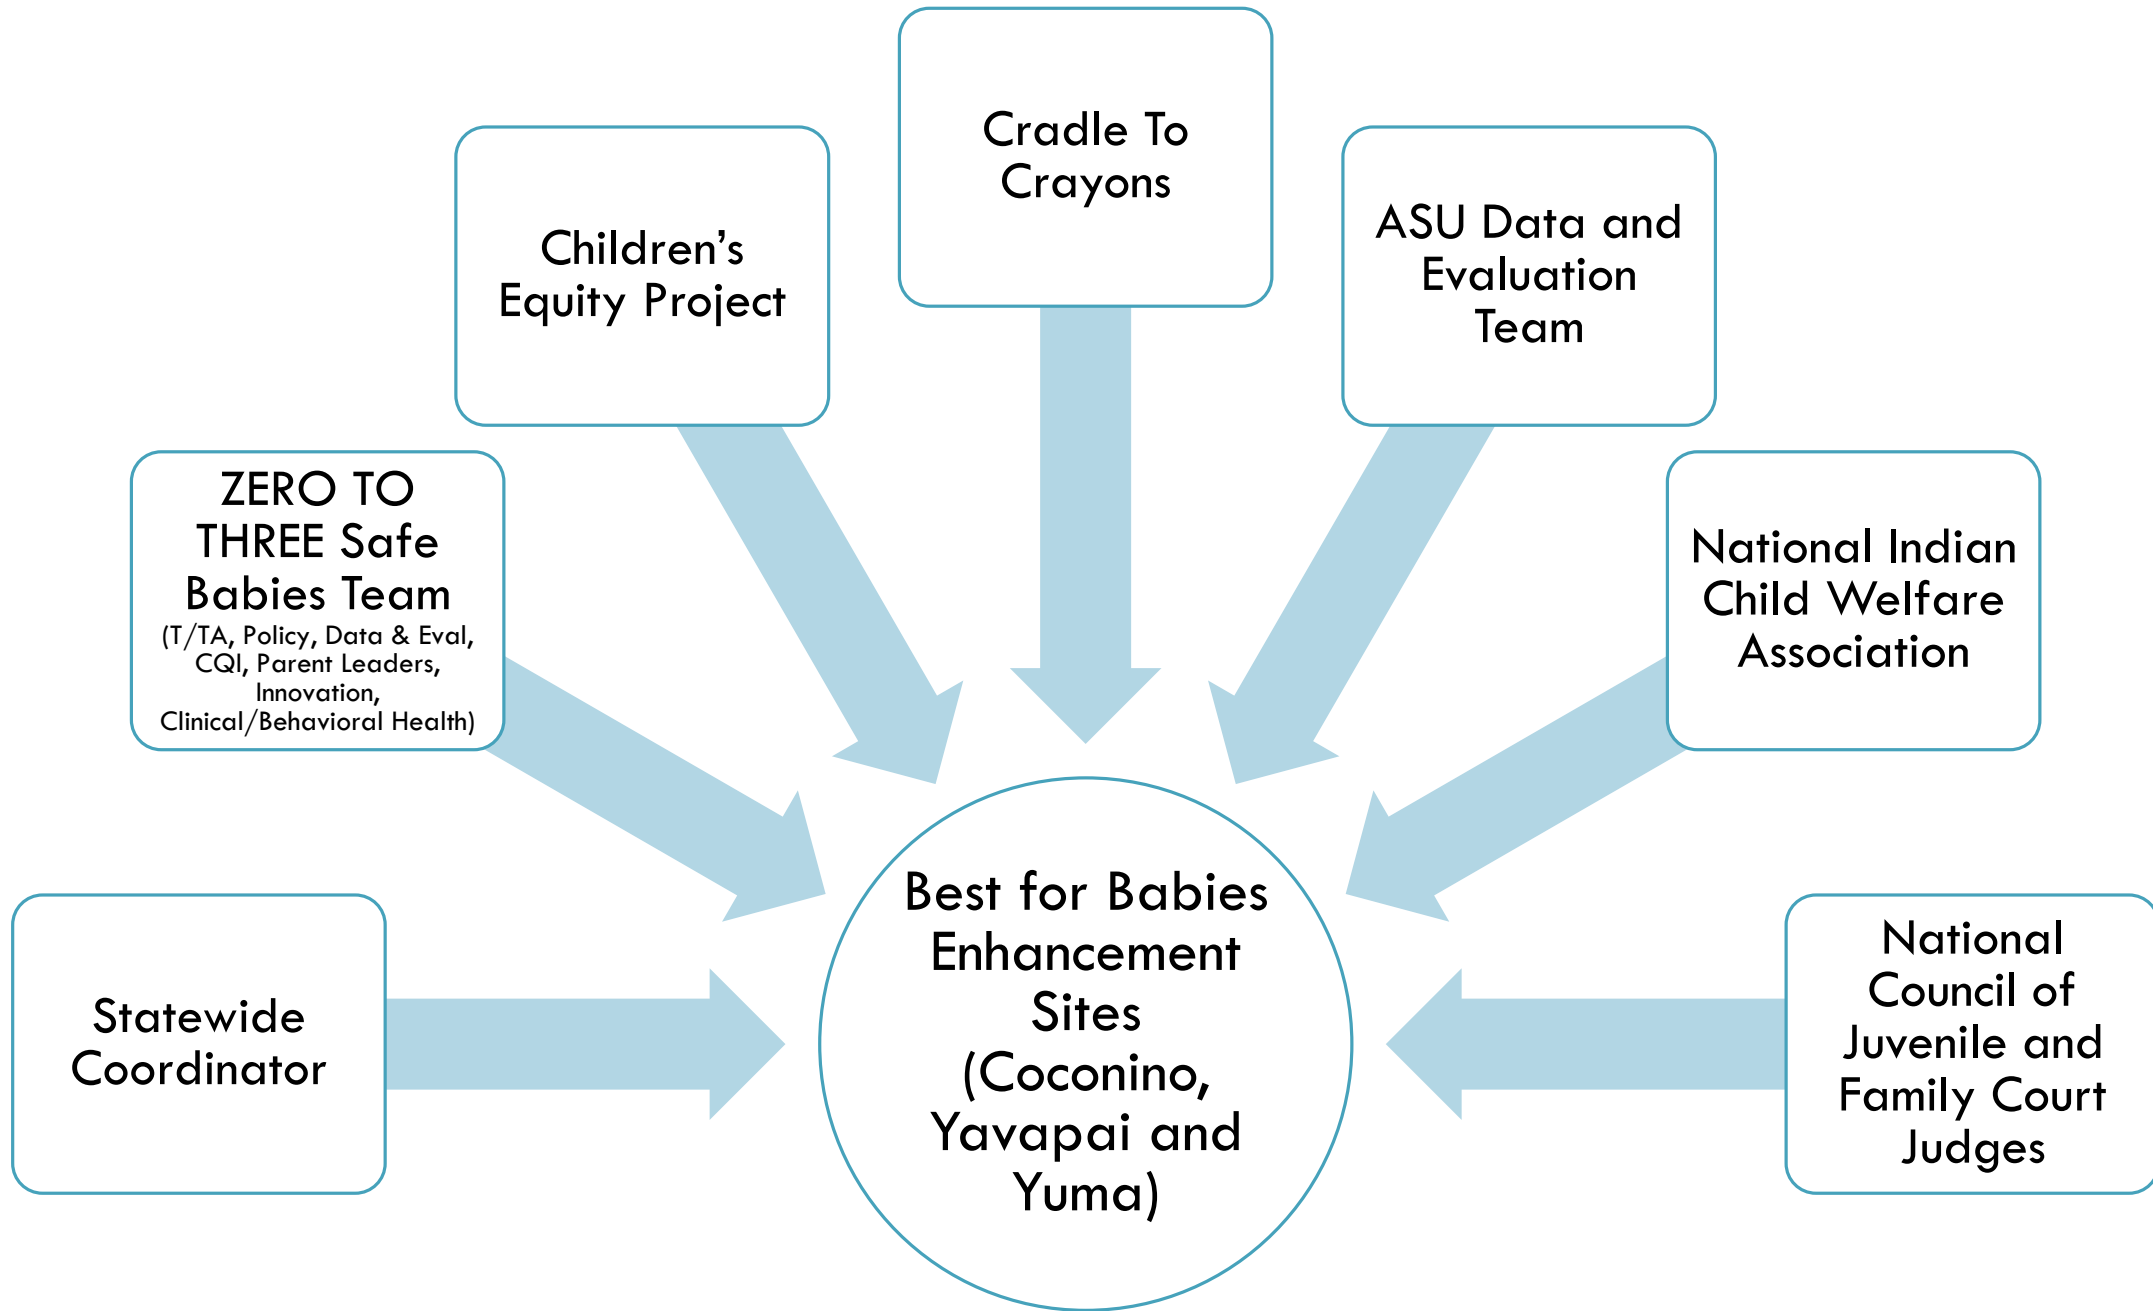 Cradle To
Crayons
Children’s
Equity Project
ASU Data and
Evaluation
Team
ZERO TO
THREE Safe
Babies Team
(T/TA, Policy, Data & Eval,
CQI, Parent Leaders,
Innovation,
Clinical/Behavioral Health)
National Indian
Child Welfare
Association
Statewide
Coordinator
Best for Babies
Enhancement
Sites
(Coconino,
Yavapai and
Yuma)
National
Council of
Juvenile and
Family Court
Judges